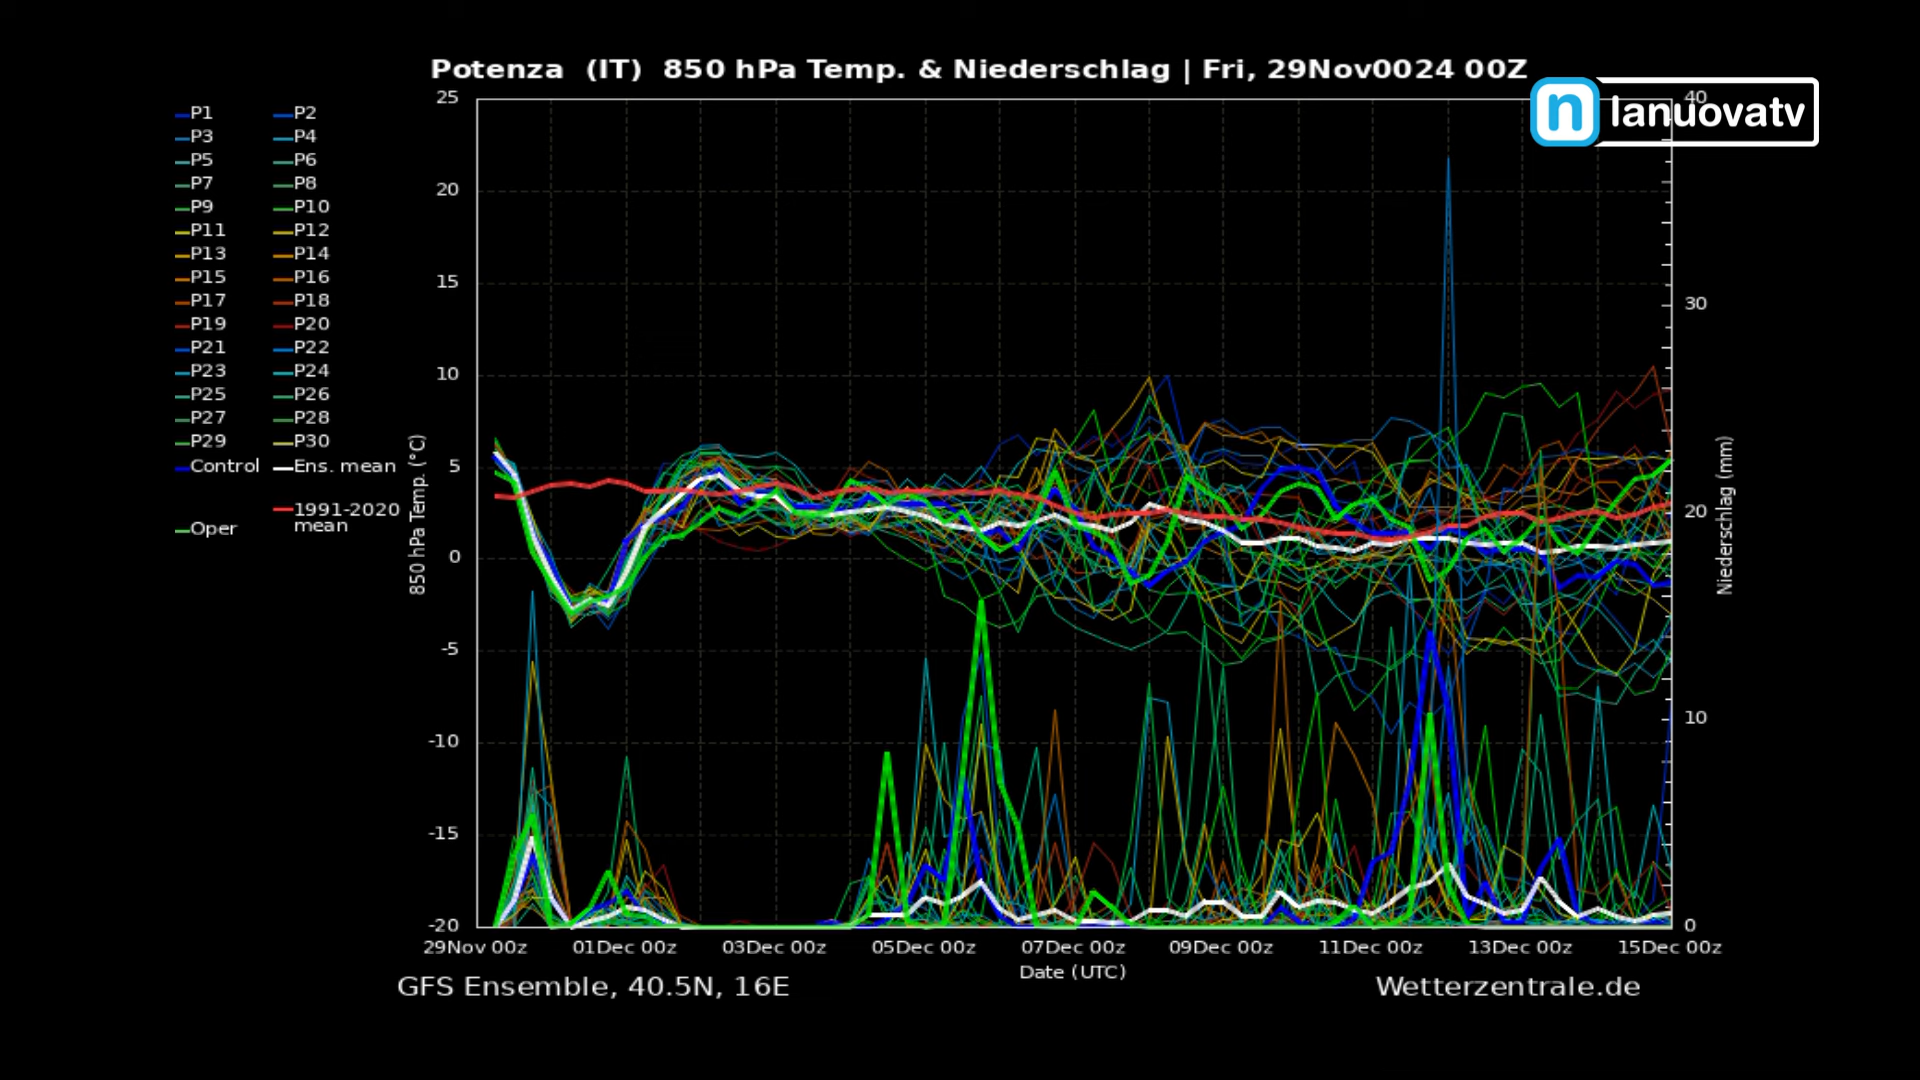 Potenza (IT) 850 hPa Temp. & Niederschlag | Fri, 29Nov0024 00Z
n lanuovatv
P1 P2
P3 P4
P5 P6
P7 P8
P9 P10
P11 P12
P13 P14
P15 P16
P17 P18
P19 P20
P21 P22
P23 P24
P25 P26
P27 P28
P29 P30
Control Ens. mean
Oper 1991-2020
mean
850 hPa Temp. (°C)
25
20
15
10
5
0
-5
-10
-15
-20
40
30
20
10
0
Niederschlag (mm)
29Nov 00z 01Dec 00z 03Dec 00z 05Dec 00z 07Dec 00z 09Dec 00z 11Dec 00z 13Dec 00z 15Dec 00z
Date (UTC)
GFS Ensemble, 40.5N, 16E
Wetterzentrale.de